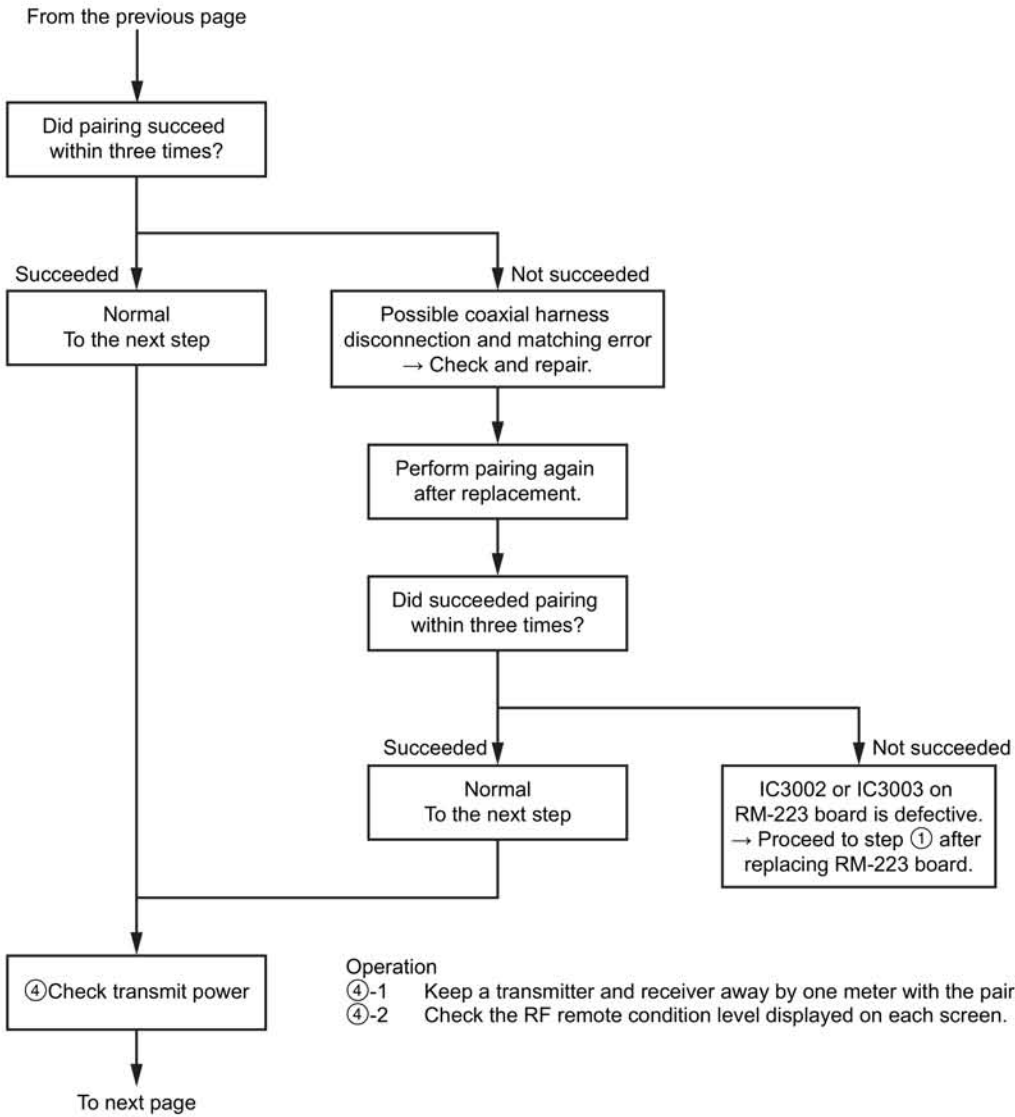 From the previous page
Did pairing succeed
within three times?
Succeeded
Not succeeded
Normal
To the next step
Possible coaxial harness
disconnection and matching error
→ Check and repair.
Perform pairing again
after replacement.
Did succeeded pairing
within three times?
Succeeded
Not succeeded
Normal
To the next step
IC3002 or IC3003 on
RM-223 board is defective.
→ Proceed to step ① after
replacing RM-223 board.
④Check transmit power
Operation
④-1 Keep a transmitter and receiver away by one meter with the pair
④-2 Check the RF remote condition level displayed on each screen.
To next page